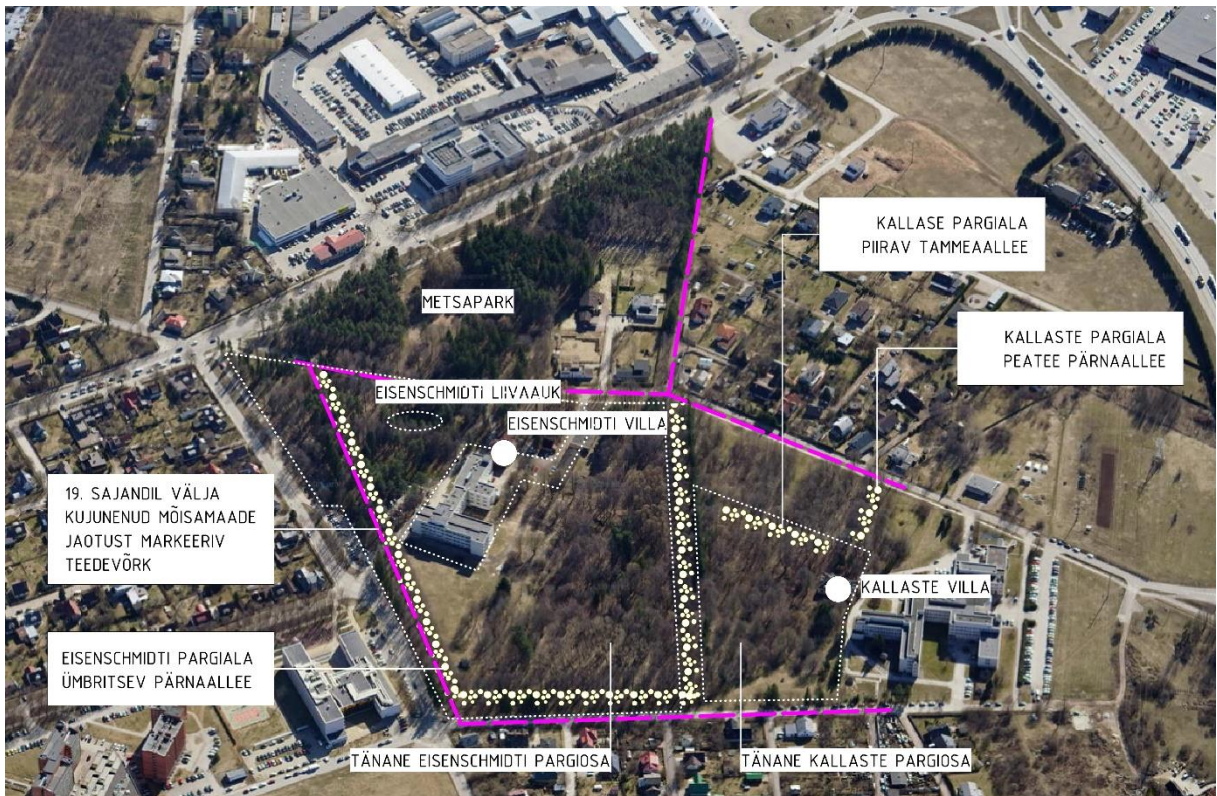 KALLASE PARGIALA
PIIRAV TAMMEAALLEE
METSAPARK
KALLASTE PARGIALA
PEATEE PÄRNAALLEE
EISENSCHMIDTI LIIVAAUK
EISENSCHMIDTI VILLA
19. SAJANDIL VÄLJA
KUJUNENUD MÕISAMAADE
JAOTUST MARKEERIV
TEEDEVÕRK
KALLASTE VILLA
EISENSCHMIDTI PARGIALA
ÜMBRITSEV PÄRNAALLEE
TÄNANE EISENSCHMIDTI PARGIOSA
TÄNANE KALLASTE PARGIOSA